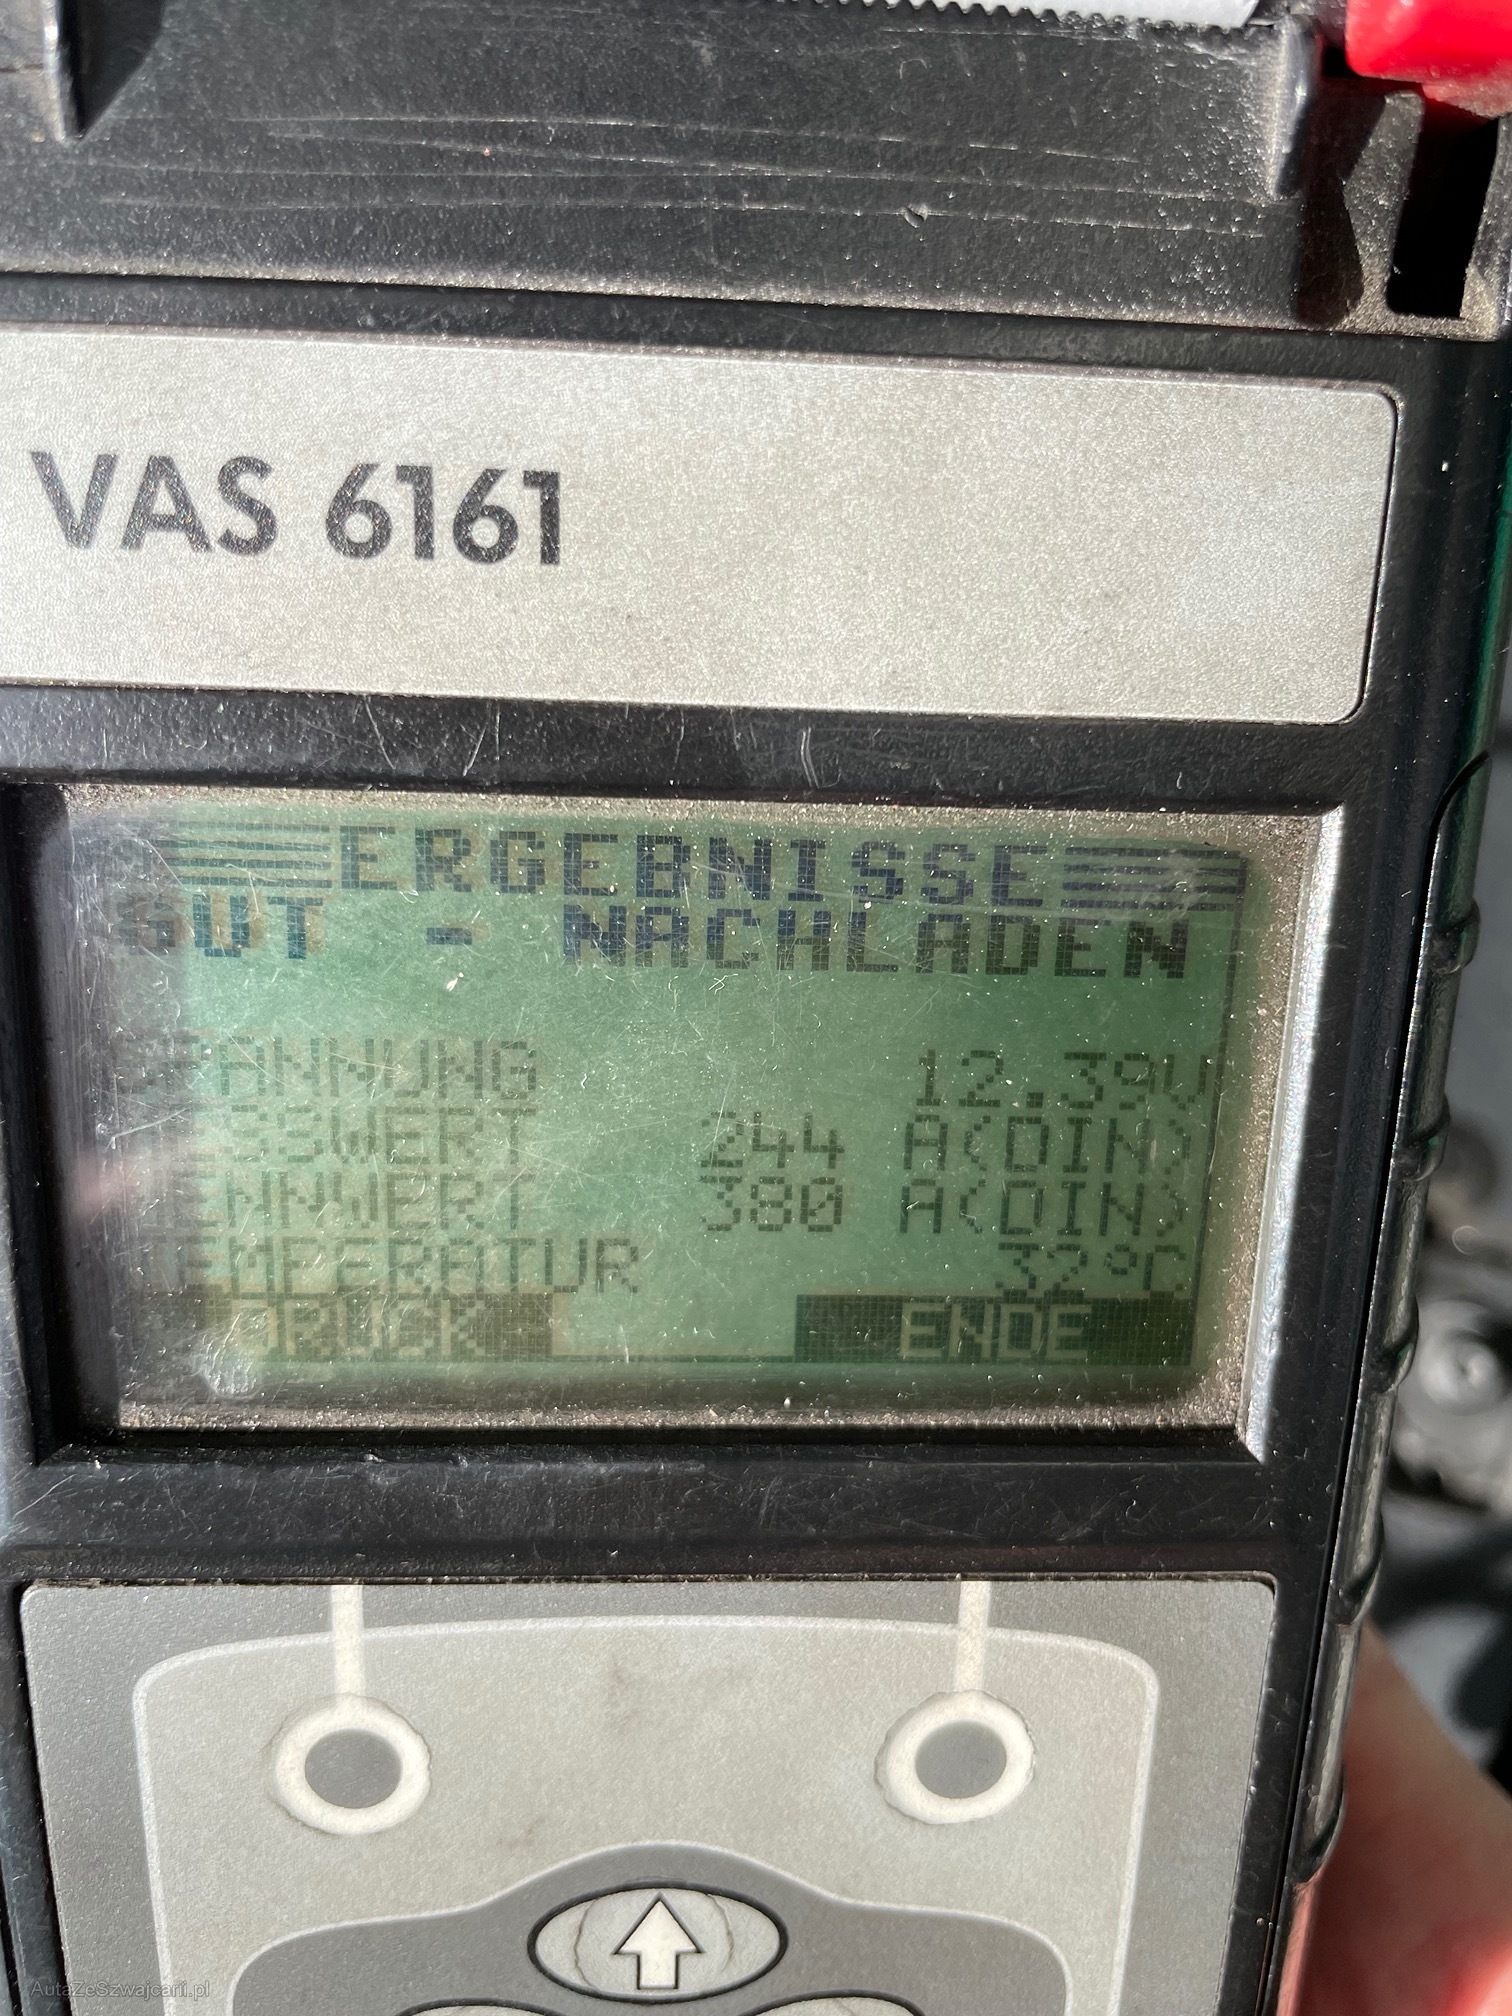 VAS 6161
ERGEBNISSE
GUT - NACHLADEN
SPANNUNG 12.39V
MESSWERT 244 A(DIN)
NENNWERT 380 A(DIN)
TEMPERATUR 32°C
DRUCK ENDE
AutaZeSzwajcarii.pl